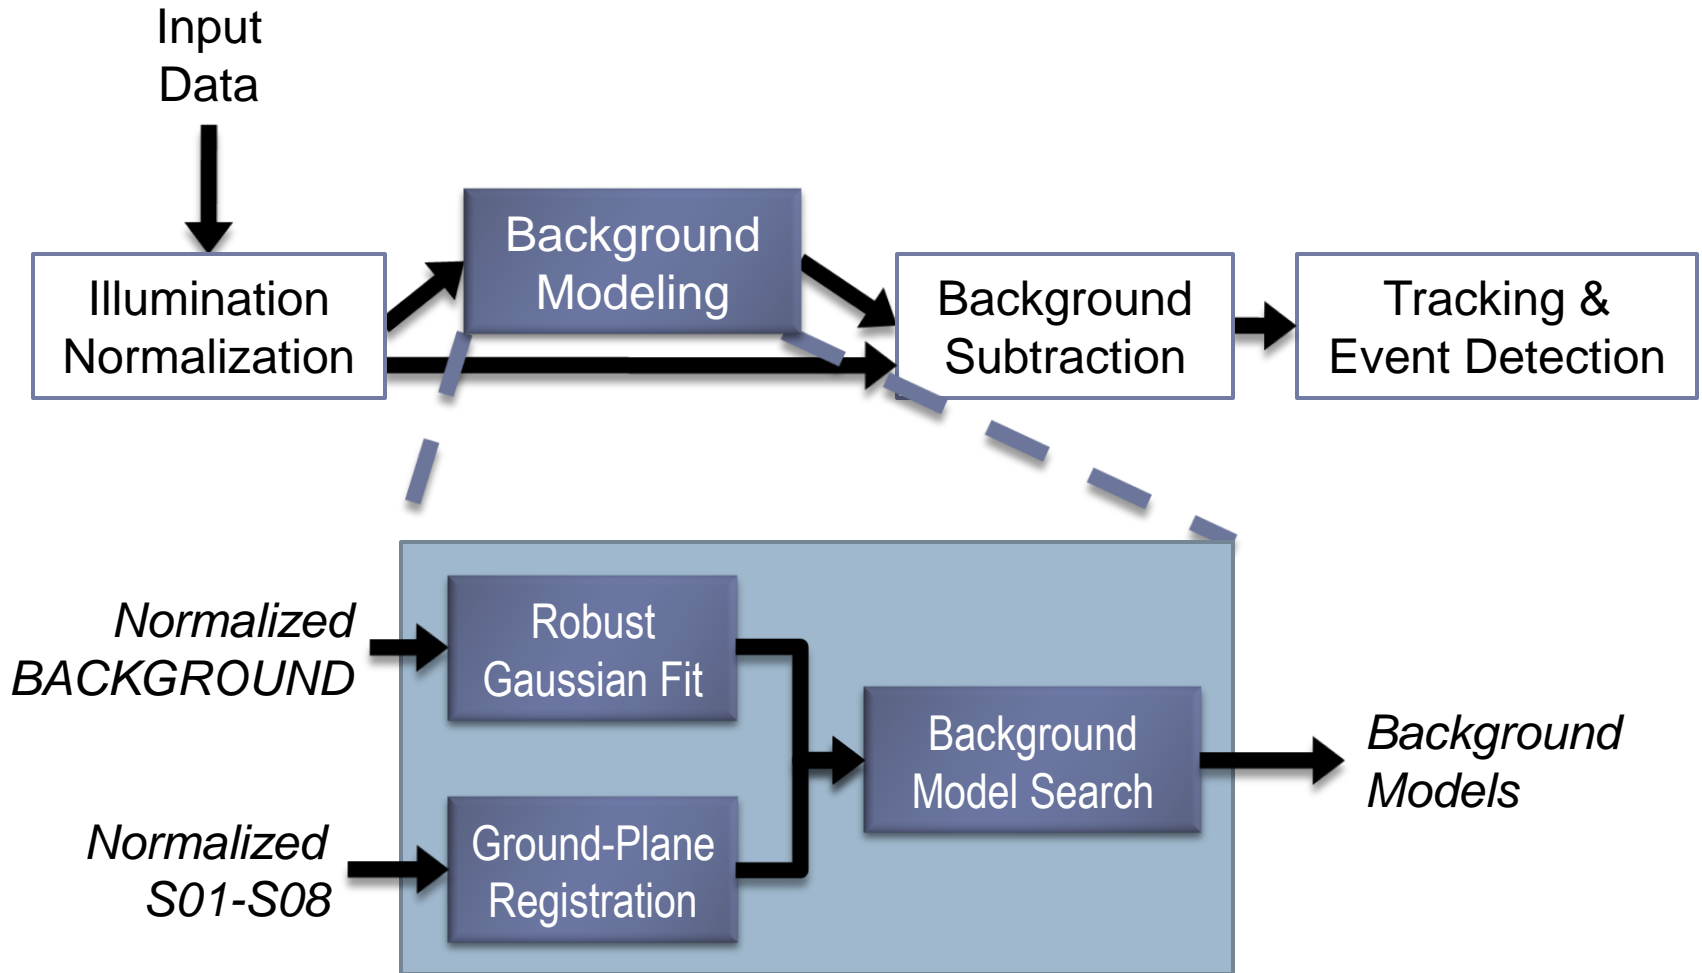 Input
Data
Illumination
Normalization
Background
Modeling
Background
Subtraction
Tracking &
Event Detection
Normalized
BACKGROUND
Robust
Gaussian Fit
Normalized
S01-S08
Ground-Plane
Registration
Background
Model Search
Background
Models